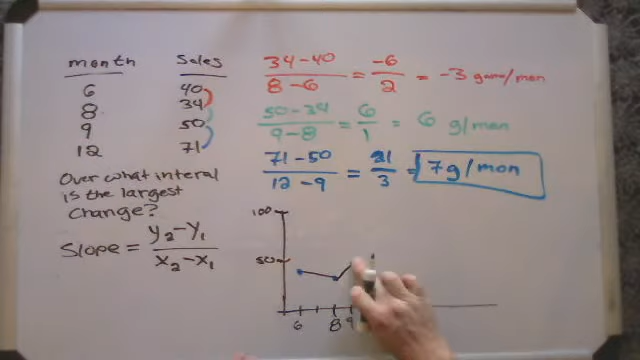 month Sales
6 40
8 34
9 50
12 71
Over what interal
is the largest
change?
Slope = y₂-y₁ / x₂-x₁
34-40 / 8-6 = -6 / 2 = -3 game/mon
50-34 / 9-8 = 6 / 1 = 6 g/mon
71-50 / 12-9 = 21 / 3 = 7g/mon
100
50
6 8 9